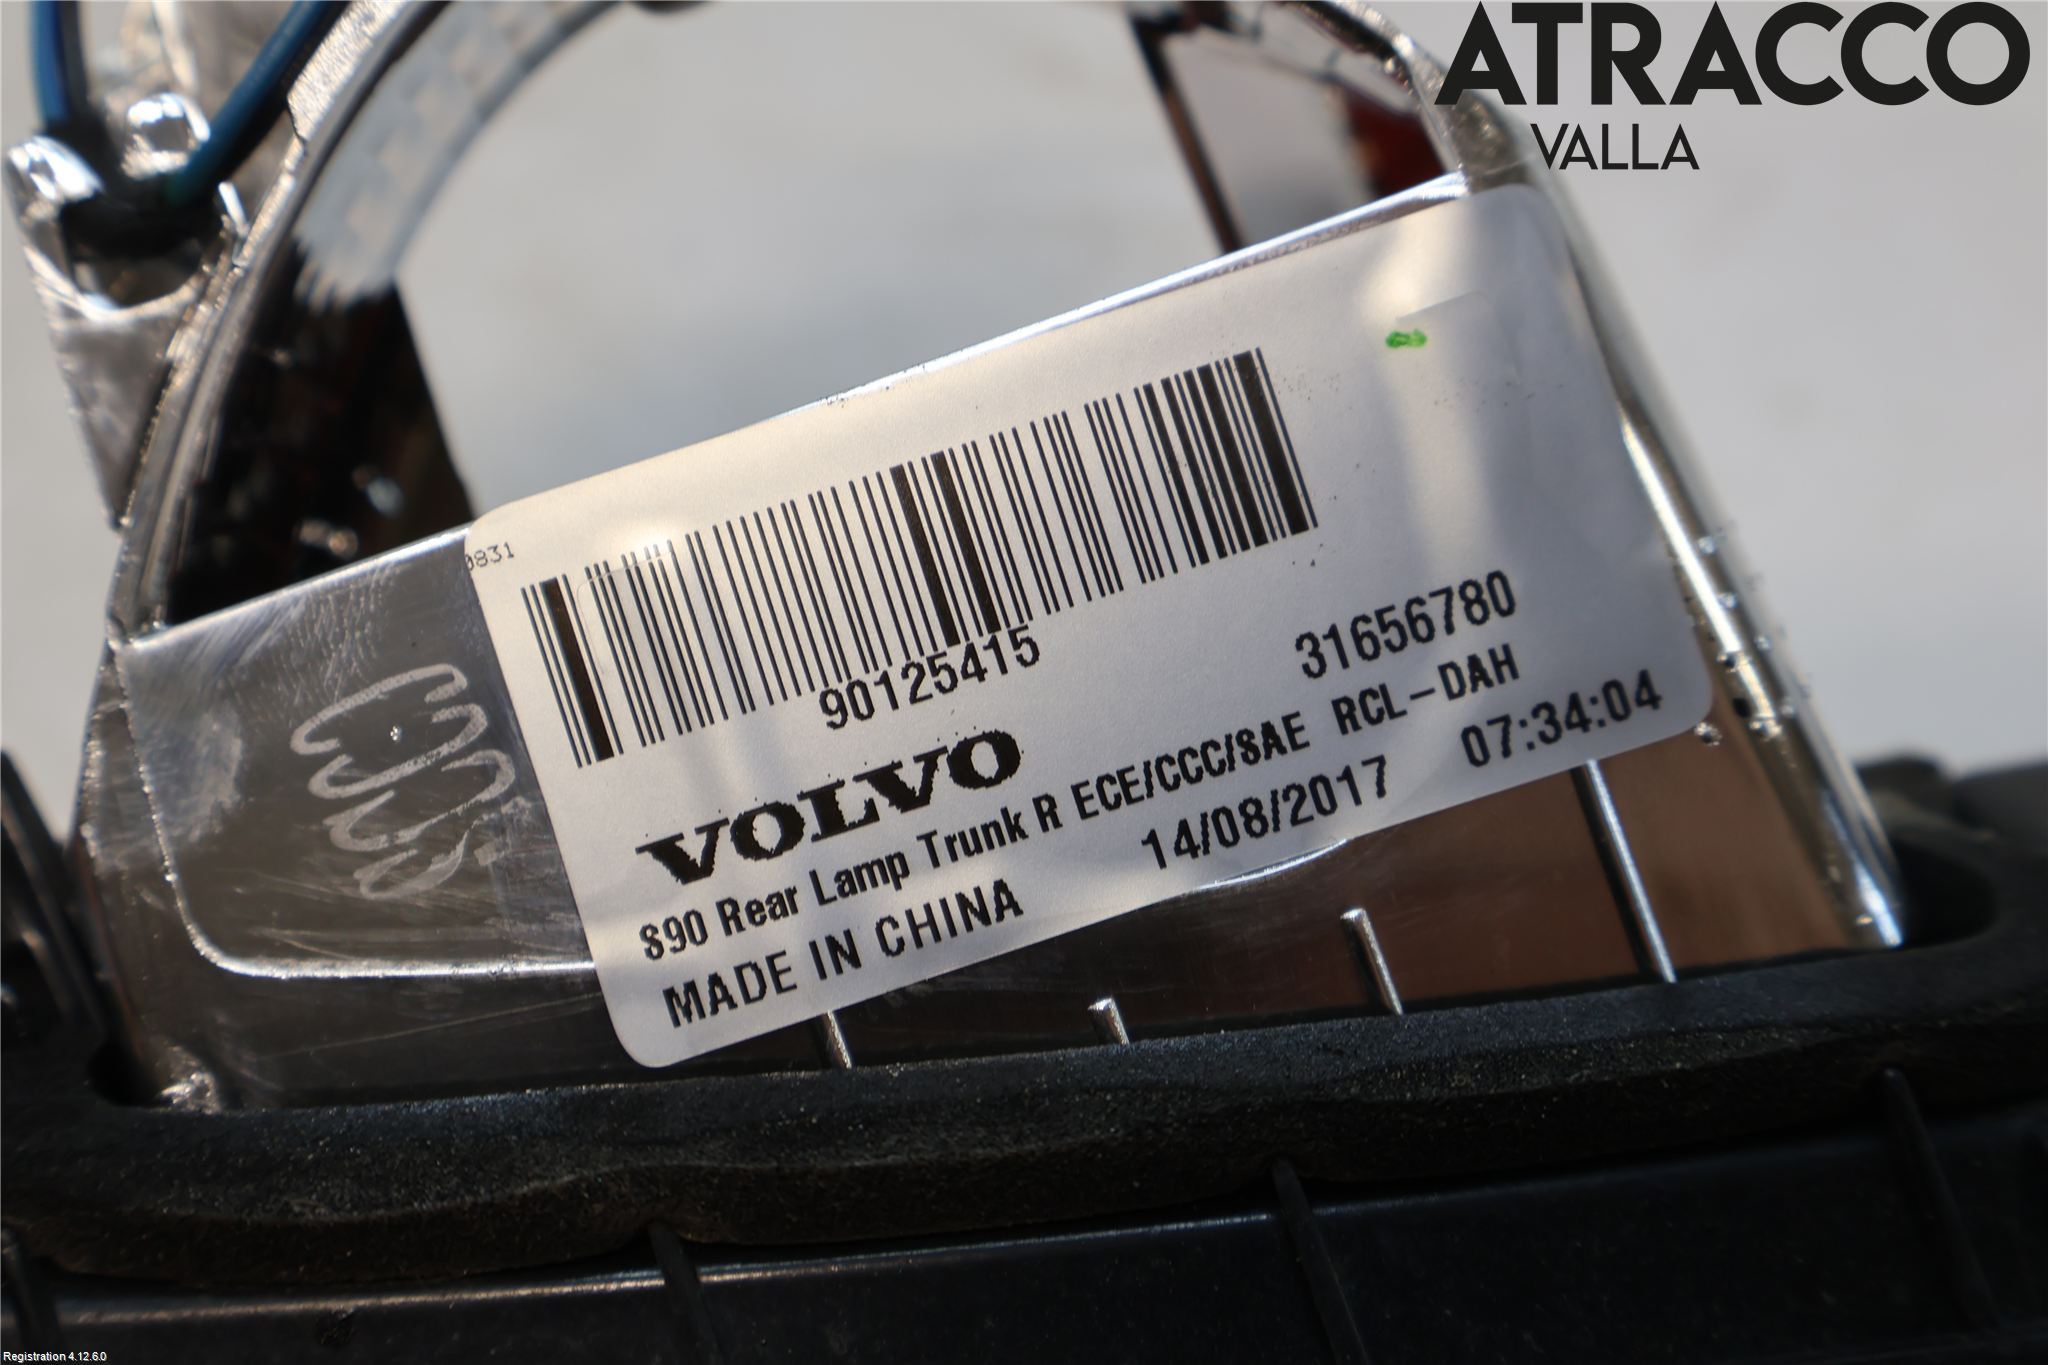 ATRACCO
VALLA
0831
90125415
31656780
VOLVO
S90 Rear Lamp Trunk R ECE/CCC/SAE RCL-DAH
MADE IN CHINA 14/08/2017 07:34:04
Registration 4.12.6.0